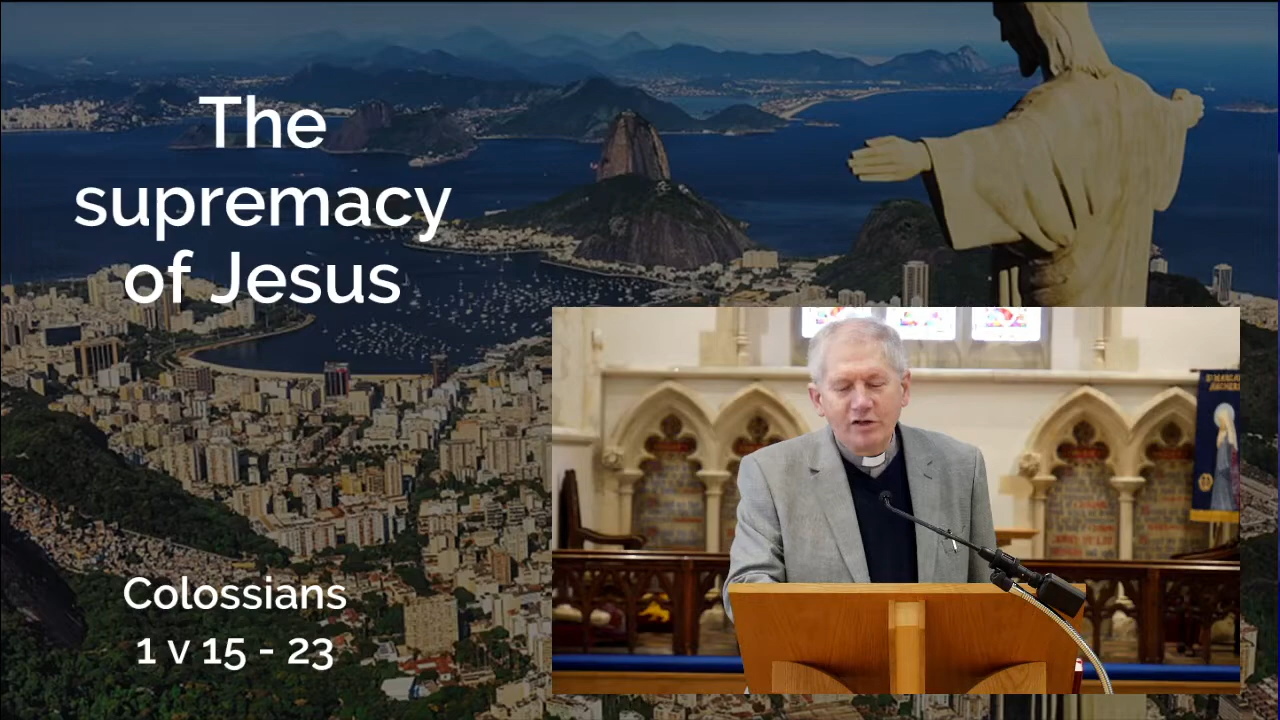 The
supremacy
of Jesus
Colossians
1 v 15 - 23